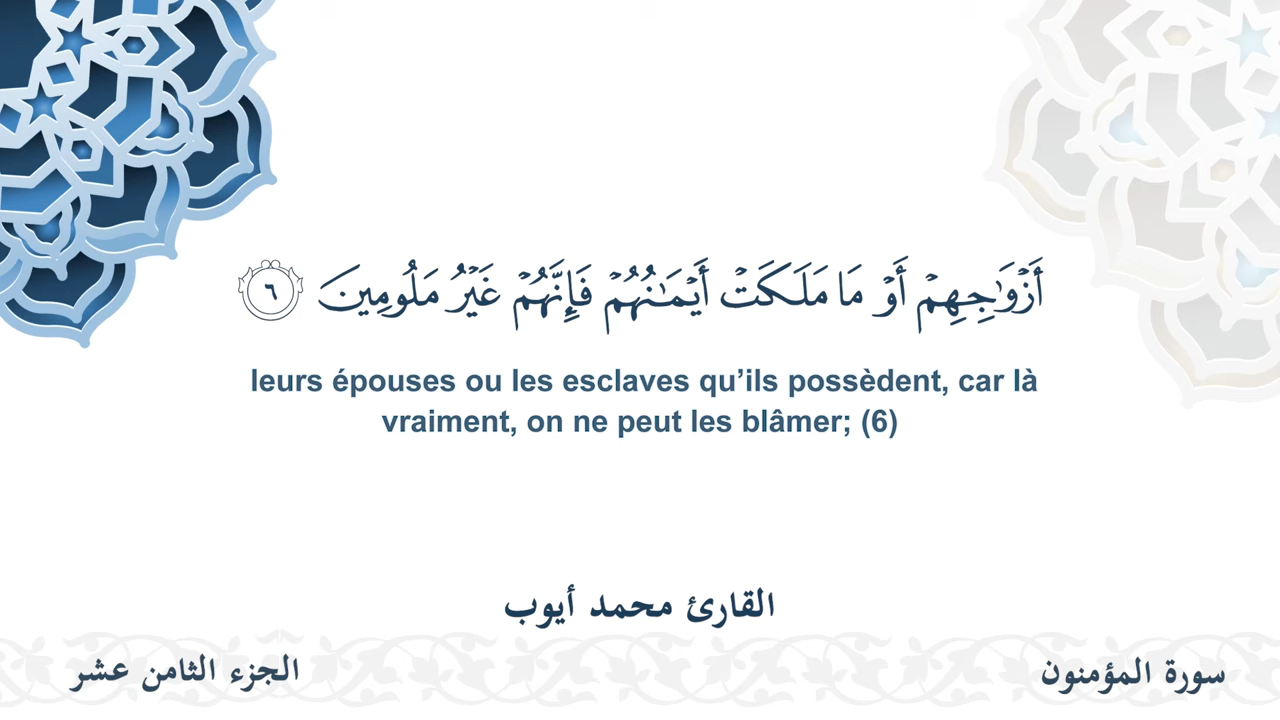 أَزْوَٰجِهِمْ أَوْ مَا مَلَكَتْ أَيْمَـٰنُهُمْ فَإِنَّهُمْ غَيْرُ مَلُومِينَ ٦
leurs épouses ou les esclaves qu’ils possèdent, car là
vraiment, on ne peut les blâmer; (6)
القارئ محمد أيوب
سورة المؤمنون
الجزء الثامن عشر